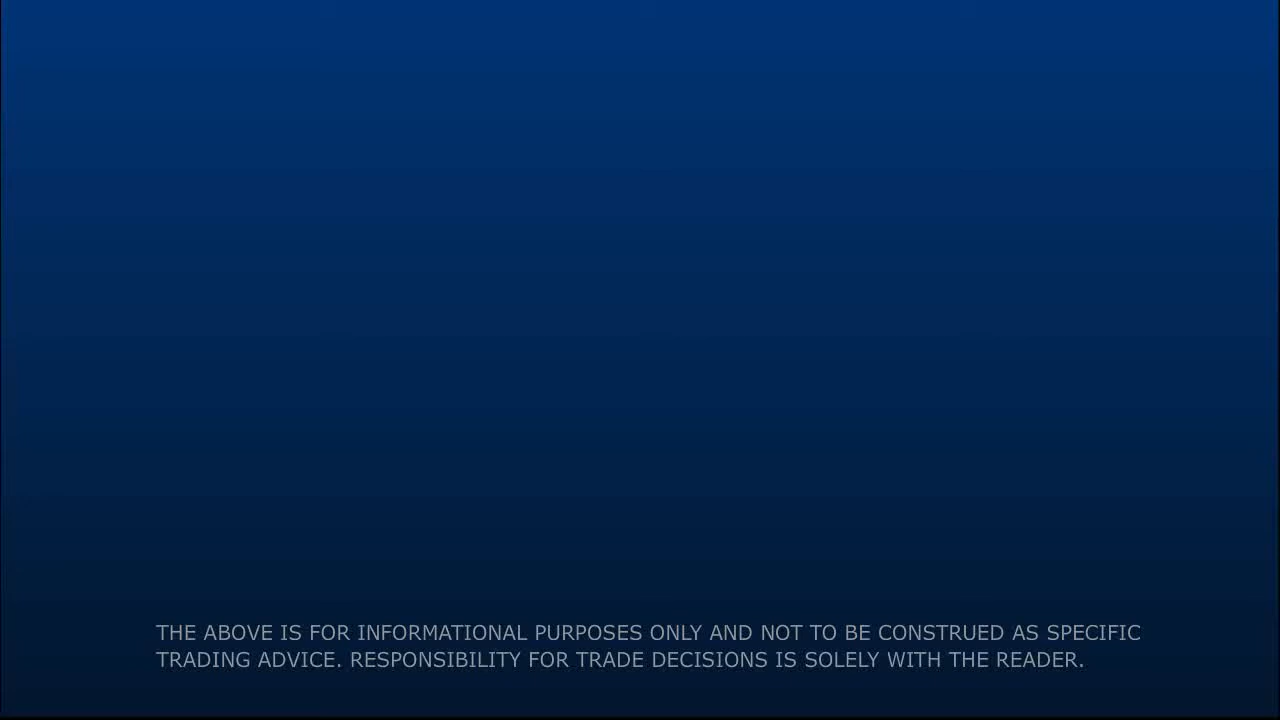 THE ABOVE IS FOR INFORMATIONAL PURPOSES ONLY AND NOT TO BE CONSTRUED AS SPECIFIC
TRADING ADVICE. RESPONSIBILITY FOR TRADE DECISIONS IS SOLELY WITH THE READER.